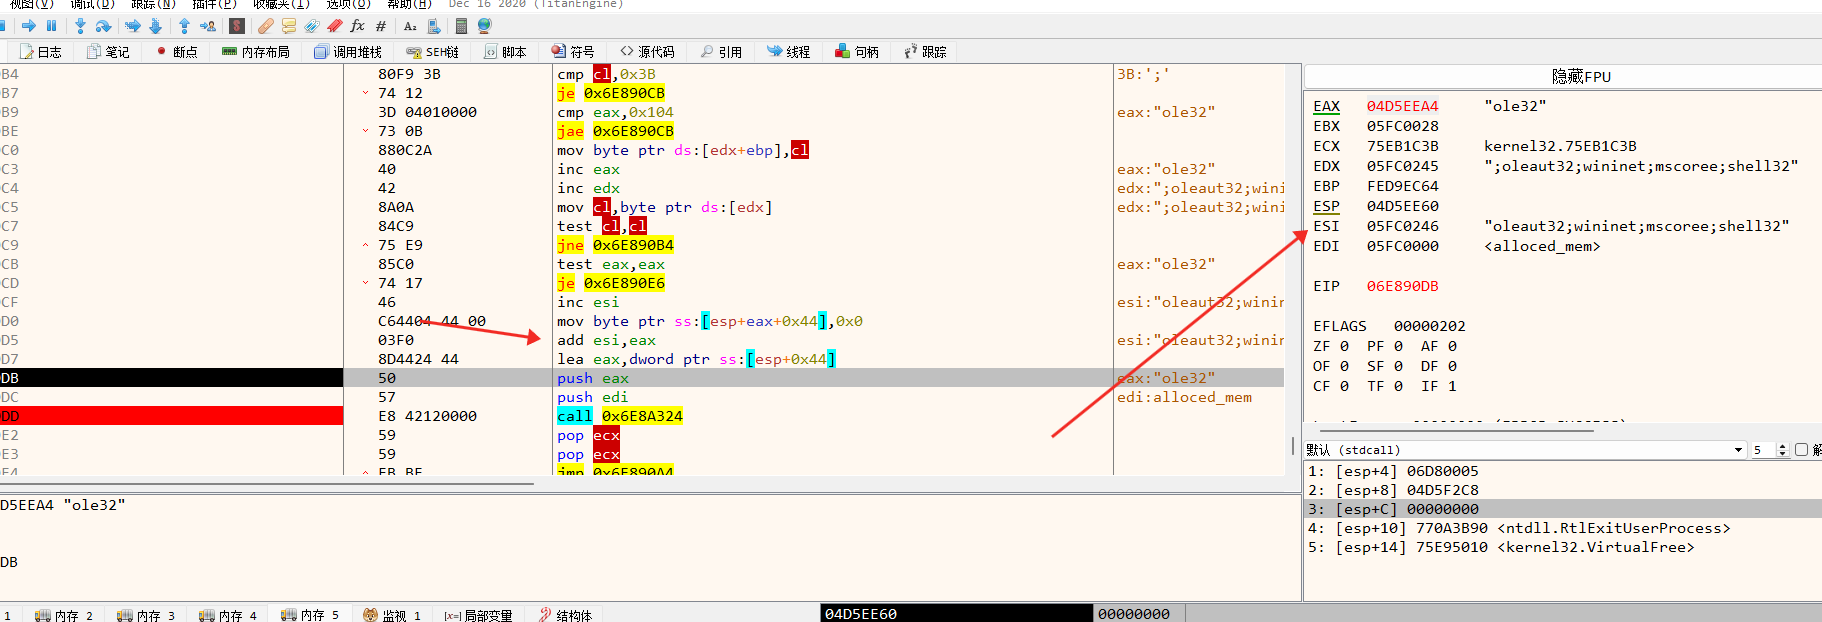 视图(V) 调试(D) 跟踪(N) 插件(P) 收藏夹(I) 选项(O) 帮助(H) Dec 16 2020 (TitanEngine)
日志 笔记 断点 内存布局 调用堆栈 SEH链 脚本 符号 源代码 引用 线程 句柄 跟踪
B4 80F9 3B cmp cl,0x3B 3B:';'
B7 74 12 je 0x6E890CB
B9 3D 04010000 cmp eax,0x104 eax:"ole32"
BE 73 0B jae 0x6E890CB
C0 880C2A mov byte ptr ds:[edx+ebp],cl
C3 40 inc eax eax:"ole32"
C4 42 inc edx edx:";oleaut32;wini
C5 8A0A mov cl,byte ptr ds:[edx] edx:";oleaut32;wini
C7 84C9 test cl,cl
C9 75 E9 jne 0x6E890B4
CB 85C0 test eax,eax eax:"ole32"
CD 74 17 je 0x6E890E6
CF 46 inc esi esi:"oleaut32;winin
D0 C64404 44 00 mov byte ptr ss:[esp+eax+0x44],0x0
D5 03F0 add esi,eax esi:"oleaut32;winin
D7 8D4424 44 lea eax,dword ptr ss:[esp+0x44]
DB 50 push eax eax:"ole32"
DC 57 push edi edi:alloced_mem
DD E8 42120000 call 0x6E8A324
E2 59 pop ecx
E3 59 pop ecx
E4 EB BE jmp 0x6E890A4
隐藏FPU
EAX 04D5EEA4 "ole32"
EBX 05FC0028
ECX 75EB1C3B kernel32.75EB1C3B
EDX 05FC0245 ";oleaut32;wininet;mscoree;shell32"
EBP FED9EC64
ESP 04D5EE60
ESI 05FC0246 "oleaut32;wininet;mscoree;shell32"
EDI 05FC0000 <alloced_mem>
EIP 06E890DB
EFLAGS 00000202
ZF 0 PF 0 AF 0
OF 0 SF 0 DF 0
CF 0 TF 0 IF 1
默认 (stdcall) 5
1: [esp+4] 06D80005
2: [esp+8] 04D5F2C8
3: [esp+C] 00000000
4: [esp+10] 770A3B90 <ntdll.RtlExitUserProcess>
5: [esp+14] 75E95010 <kernel32.VirtualFree>
D5EEA4 "ole32"
DB
1 内存 2 内存 3 内存 4 内存 5 监视 1 [x=] 局部变量 结构体
04D5EE60 00000000